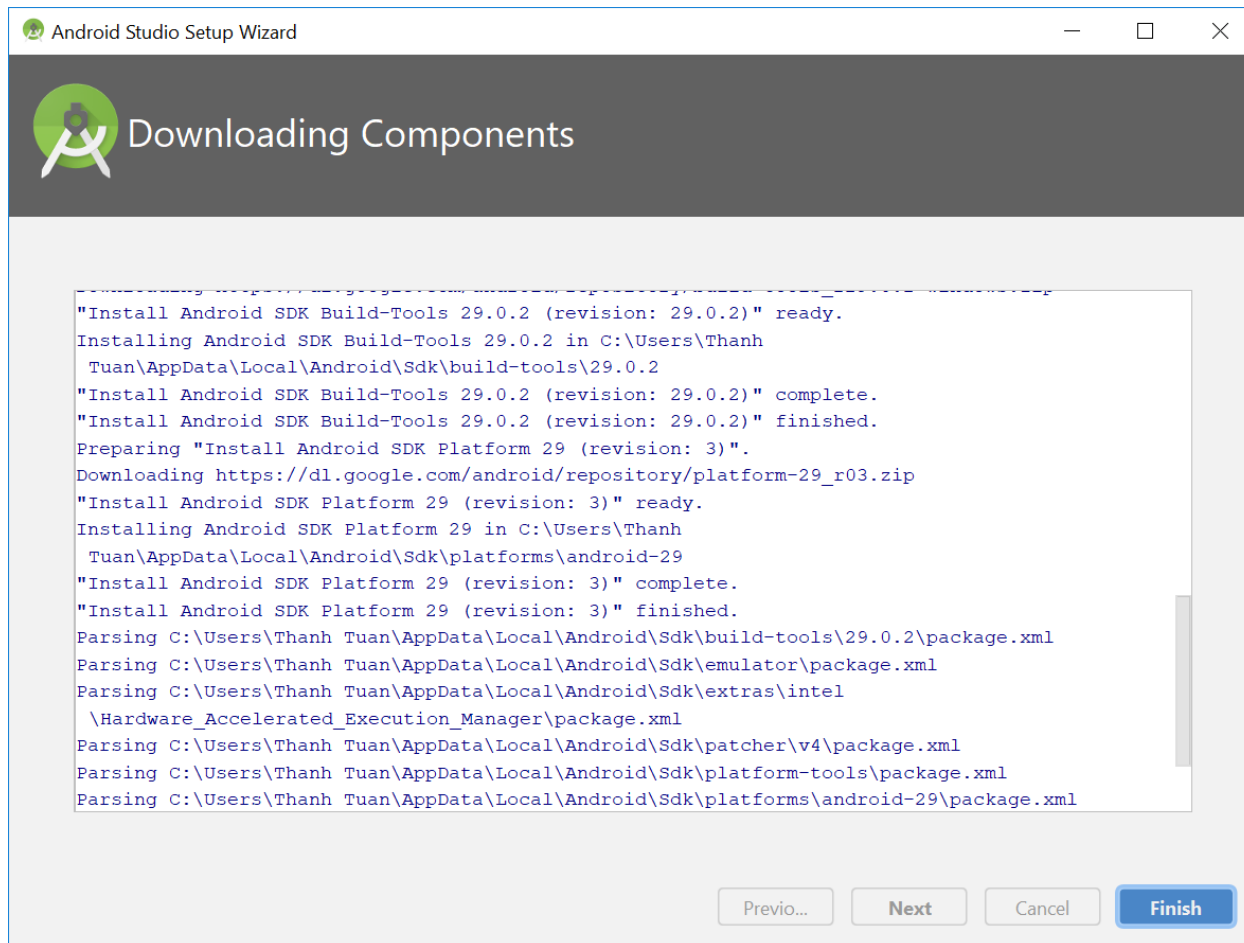 Android Studio Setup Wizard
Downloading Components
"Install Android SDK Build-Tools 29.0.2 (revision: 29.0.2)" ready.
Installing Android SDK Build-Tools 29.0.2 in C:\Users\Thanh
Tuan\AppData\Local\Android\Sdk\build-tools\29.0.2
"Install Android SDK Build-Tools 29.0.2 (revision: 29.0.2)" complete.
"Install Android SDK Build-Tools 29.0.2 (revision: 29.0.2)" finished.
Preparing "Install Android SDK Platform 29 (revision: 3)".
Downloading https://dl.google.com/android/repository/platform-29_r03.zip
"Install Android SDK Platform 29 (revision: 3)" ready.
Installing Android SDK Platform 29 in C:\Users\Thanh
Tuan\AppData\Local\Android\Sdk\platforms\android-29
"Install Android SDK Platform 29 (revision: 3)" complete.
"Install Android SDK Platform 29 (revision: 3)" finished.
Parsing C:\Users\Thanh Tuan\AppData\Local\Android\Sdk\build-tools\29.0.2\package.xml
Parsing C:\Users\Thanh Tuan\AppData\Local\Android\Sdk\emulator\package.xml
Parsing C:\Users\Thanh Tuan\AppData\Local\Android\Sdk\extras\intel
\Hardware_Accelerated_Execution_Manager\package.xml
Parsing C:\Users\Thanh Tuan\AppData\Local\Android\Sdk\patcher\v4\package.xml
Parsing C:\Users\Thanh Tuan\AppData\Local\Android\Sdk\platform-tools\package.xml
Parsing C:\Users\Thanh Tuan\AppData\Local\Android\Sdk\platforms\android-29\package.xml
Previo... Next Cancel Finish